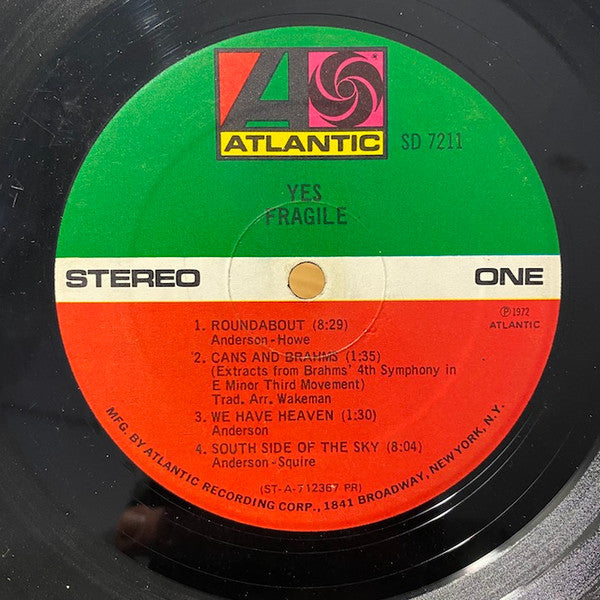 ATLANTIC
SD 7211
YES
FRAGILE
STEREO
ONE
℗ 1972
ATLANTIC
1. ROUNDABOUT (8:29)
Anderson-Howe
2. CANS AND BRAHMS (1:35)
(Extracts from Brahms' 4th Symphony in
E Minor Third Movement)
Trad. Arr. Wakeman
3. WE HAVE HEAVEN (1:30)
Anderson
4. SOUTH SIDE OF THE SKY (8:04)
Anderson-Squire
(ST-A-712367 PR)
MFG. BY ATLANTIC RECORDING CORP., 1841 BROADWAY, NEW YORK, N.Y.